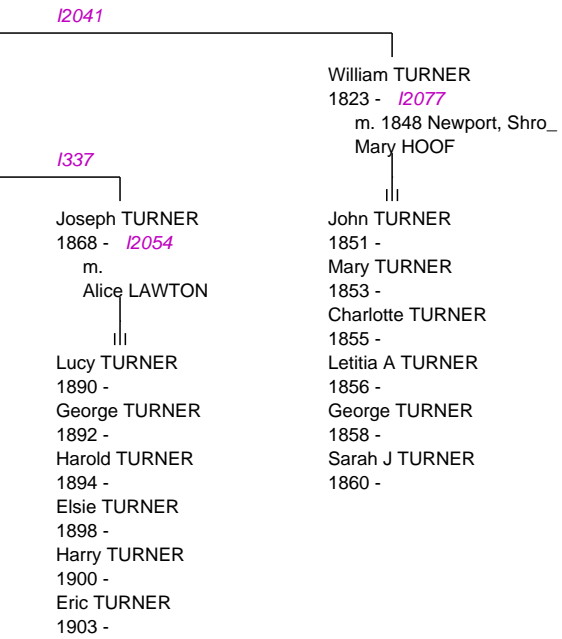 I2041
William TURNER
1823 - I2077
m. 1848 Newport, Shro_
Mary HOOF
I337
Joseph TURNER
1868 - I2054
m.
Alice LAWTON
Lucy TURNER
1890 -
George TURNER
1892 -
Harold TURNER
1894 -
Elsie TURNER
1898 -
Harry TURNER
1900 -
Eric TURNER
1903 -
John TURNER
1851 -
Mary TURNER
1853 -
Charlotte TURNER
1855 -
Letitia A TURNER
1856 -
George TURNER
1858 -
Sarah J TURNER
1860 -